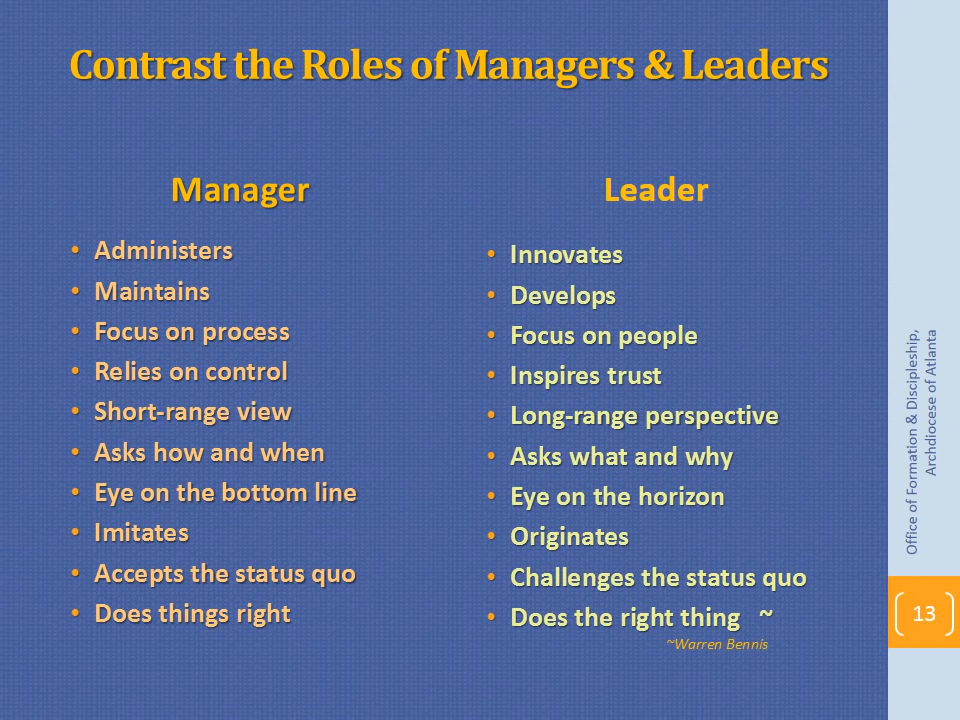 Contrast the Roles of Managers & Leaders
Manager
• Administers
• Maintains
• Focus on process
• Relies on control
• Short-range view
• Asks how and when
• Eye on the bottom line
• Imitates
• Accepts the status quo
• Does things right
Leader
• Innovates
• Develops
• Focus on people
• Inspires trust
• Long-range perspective
• Asks what and why
• Eye on the horizon
• Originates
• Challenges the status quo
• Does the right thing ~
~Warren Bennis
Office of Formation & Discipleship,
Archdiocese of Atlanta
13